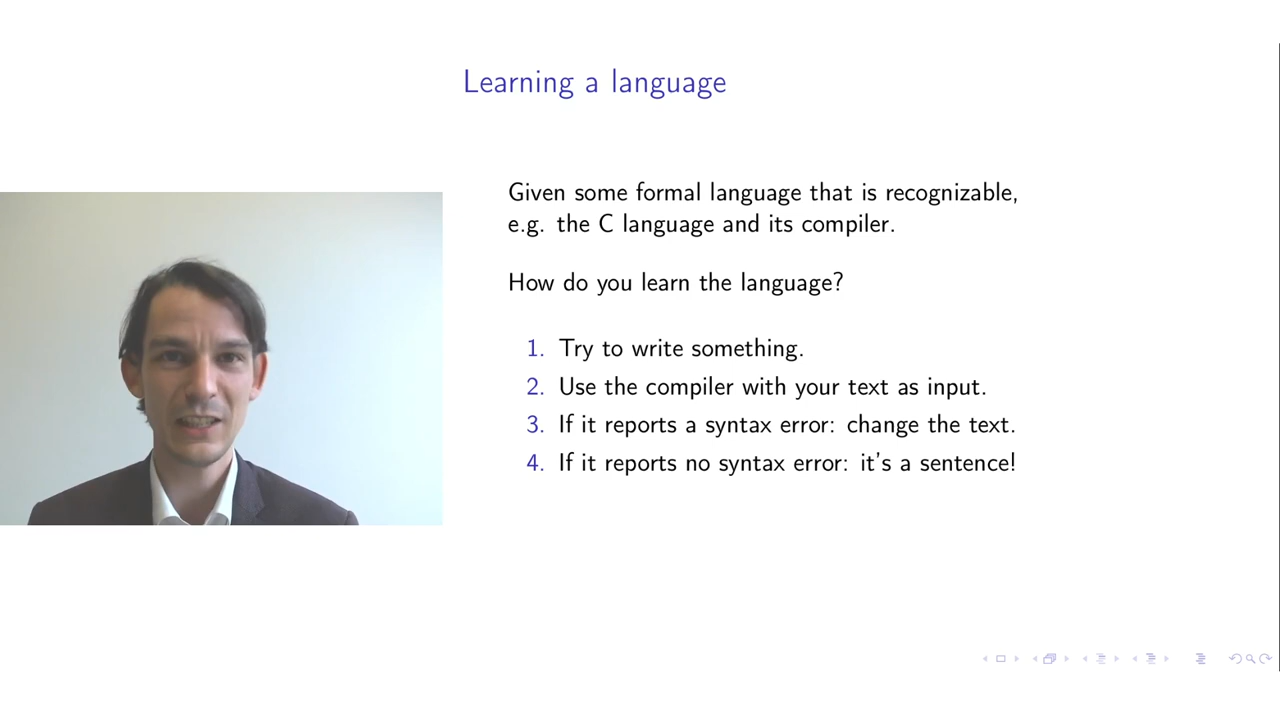 Learning a language
Given some formal language that is recognizable,
e.g. the C language and its compiler.
How do you learn the language?
1. Try to write something.
2. Use the compiler with your text as input.
3. If it reports a syntax error: change the text.
4. If it reports no syntax error: it's a sentence!